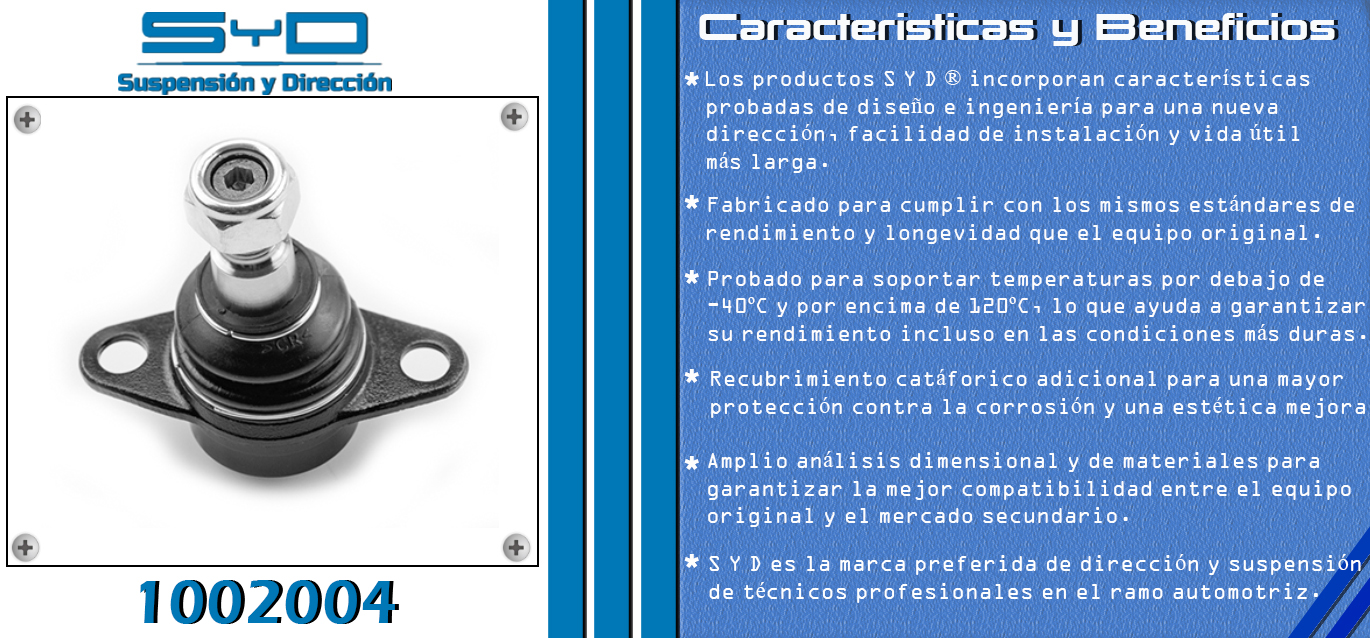 SYD
Suspensión y Dirección
1002004
Caracteristicas y Beneficios
* Los productos S Y D ® incorporan características
probadas de diseño e ingeniería para una nueva
dirección, facilidad de instalación y vida útil
más larga.
* Fabricado para cumplir con los mismos estándares de
rendimiento y longevidad que el equipo original.
* Probado para soportar temperaturas por debajo de
-40°C y por encima de 120°C, lo que ayuda a garantizar
su rendimiento incluso en las condiciones más duras.
* Recubrimiento catáforico adicional para una mayor
protección contra la corrosión y una estética mejora
* Amplio análisis dimensional y de materiales para
garantizar la mejor compatibilidad entre el equipo
original y el mercado secundario.
* S Y D es la marca preferida de dirección y suspensión
de técnicos profesionales en el ramo automotriz.